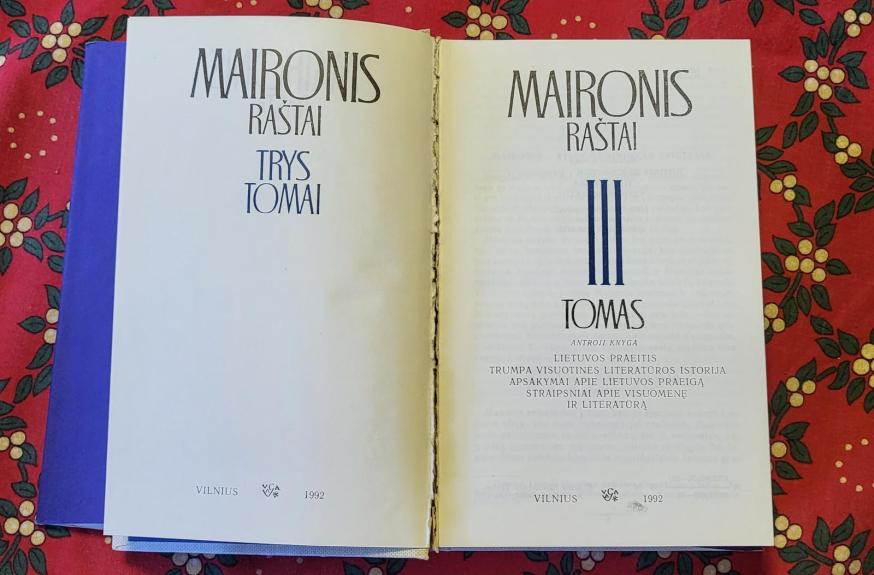 MAIRONIS
RAŠTAI
TRYS
TOMAI
VILNIUS 1992
MAIRONIS
RAŠTAI
III
TOMAS
ANTROJI KNYGA
LIETUVOS PRAEITIS
TRUMPA VISUOTINĖS LITERATŪROS ISTORIJA
APSAKYMAI APIE LIETUVOS PRAEIGĄ
STRAIPSNIAI APIE VISUOMENĘ
IR LITERATŪRĄ
VILNIUS 1992